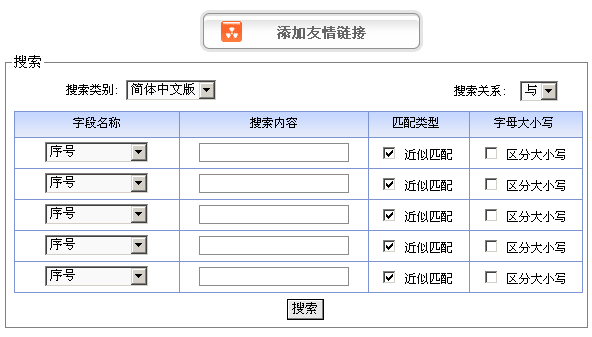 添加友情链接
搜索
搜索类别: 简体中文版 搜索关系: 与
字段名称 搜索内容 匹配类型 字母大小写
序号 近似匹配 区分大小写
序号 近似匹配 区分大小写
序号 近似匹配 区分大小写
序号 近似匹配 区分大小写
序号 近似匹配 区分大小写
搜索